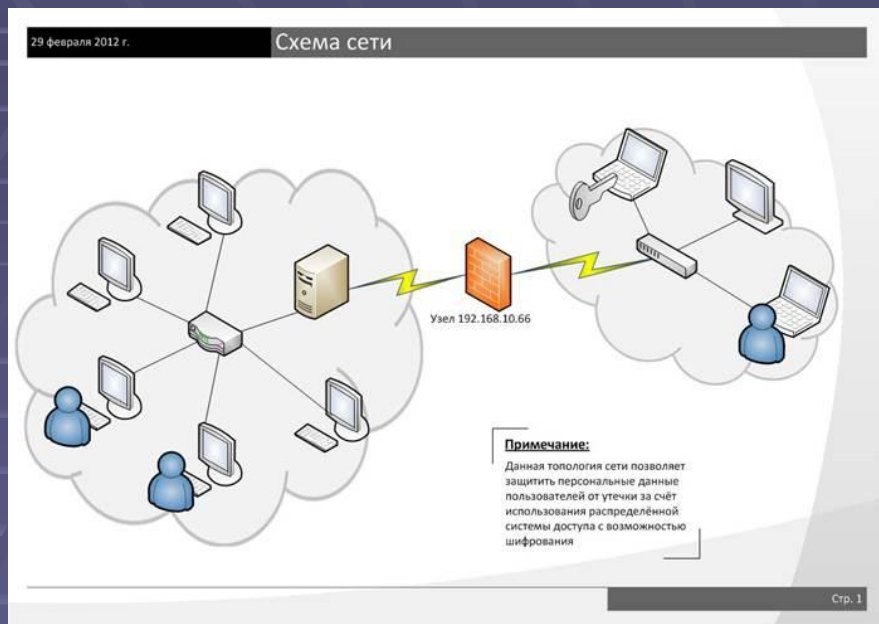 29 февраля 2012 г.
Схема сети
Узел 192.168.10.66
Примечание:
Данная топология сети позволяет
защитить персональные данные
пользователей от утечки за счёт
использования распределённой
системы доступа с возможностью
шифрования
Стр. 1